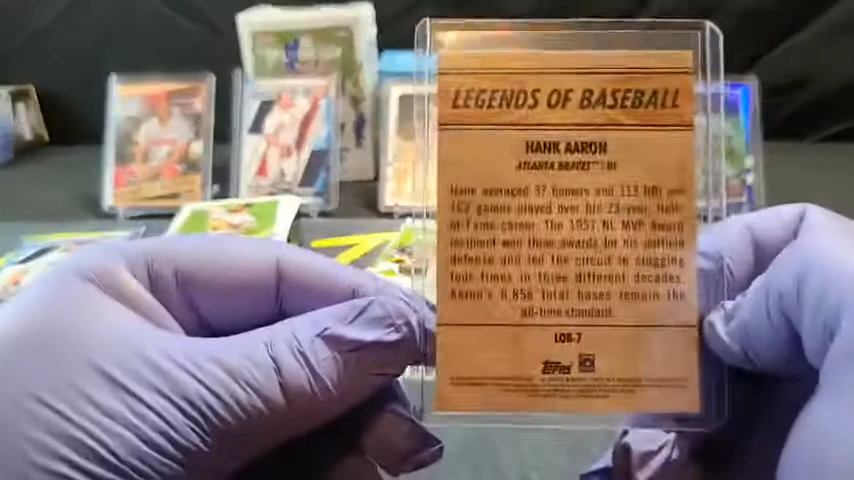 LEGENDS OF BASEBALL
HANK AARON
ATLANTA BRAVES
Hank averaged 37 homers and 113 hits per
162 games played over his 23-year Hall
of Fame career. The 1957 NL MVP Award
recipient won three awards for outfield
defense and led the circuit in slugging
four times in three different decades.
Aaron's 6,856 total bases remain the
all-time standard.
LOB-7
TOPPS